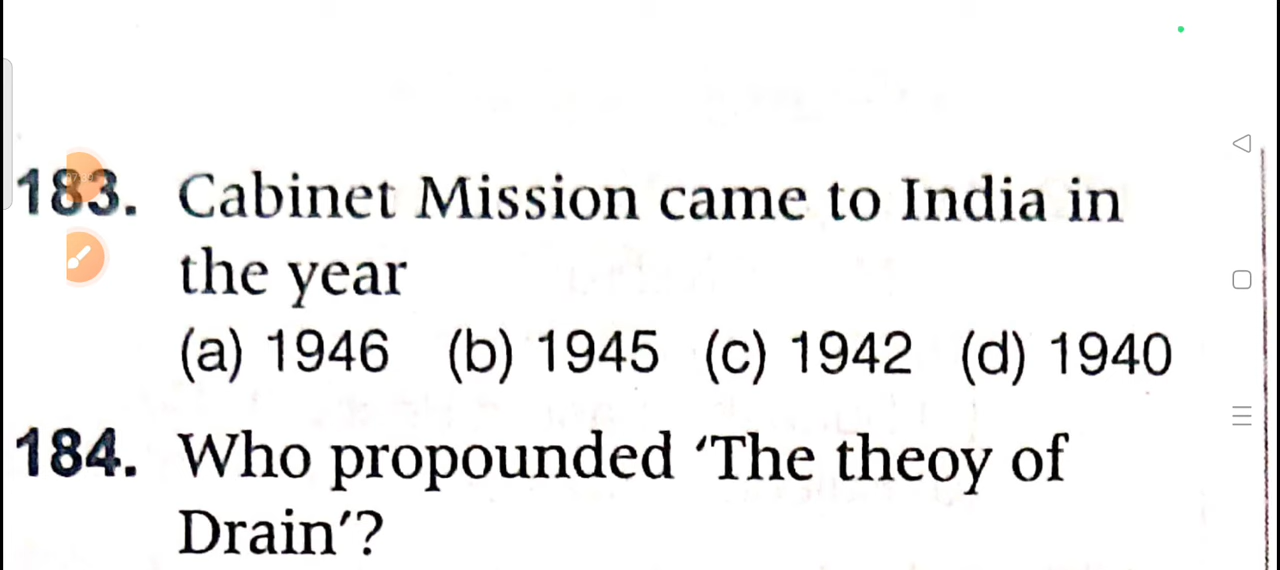 183. Cabinet Mission came to India in
the year
(a) 1946 (b) 1945 (c) 1942 (d) 1940
184. Who propounded ‘The theoy of
Drain’?